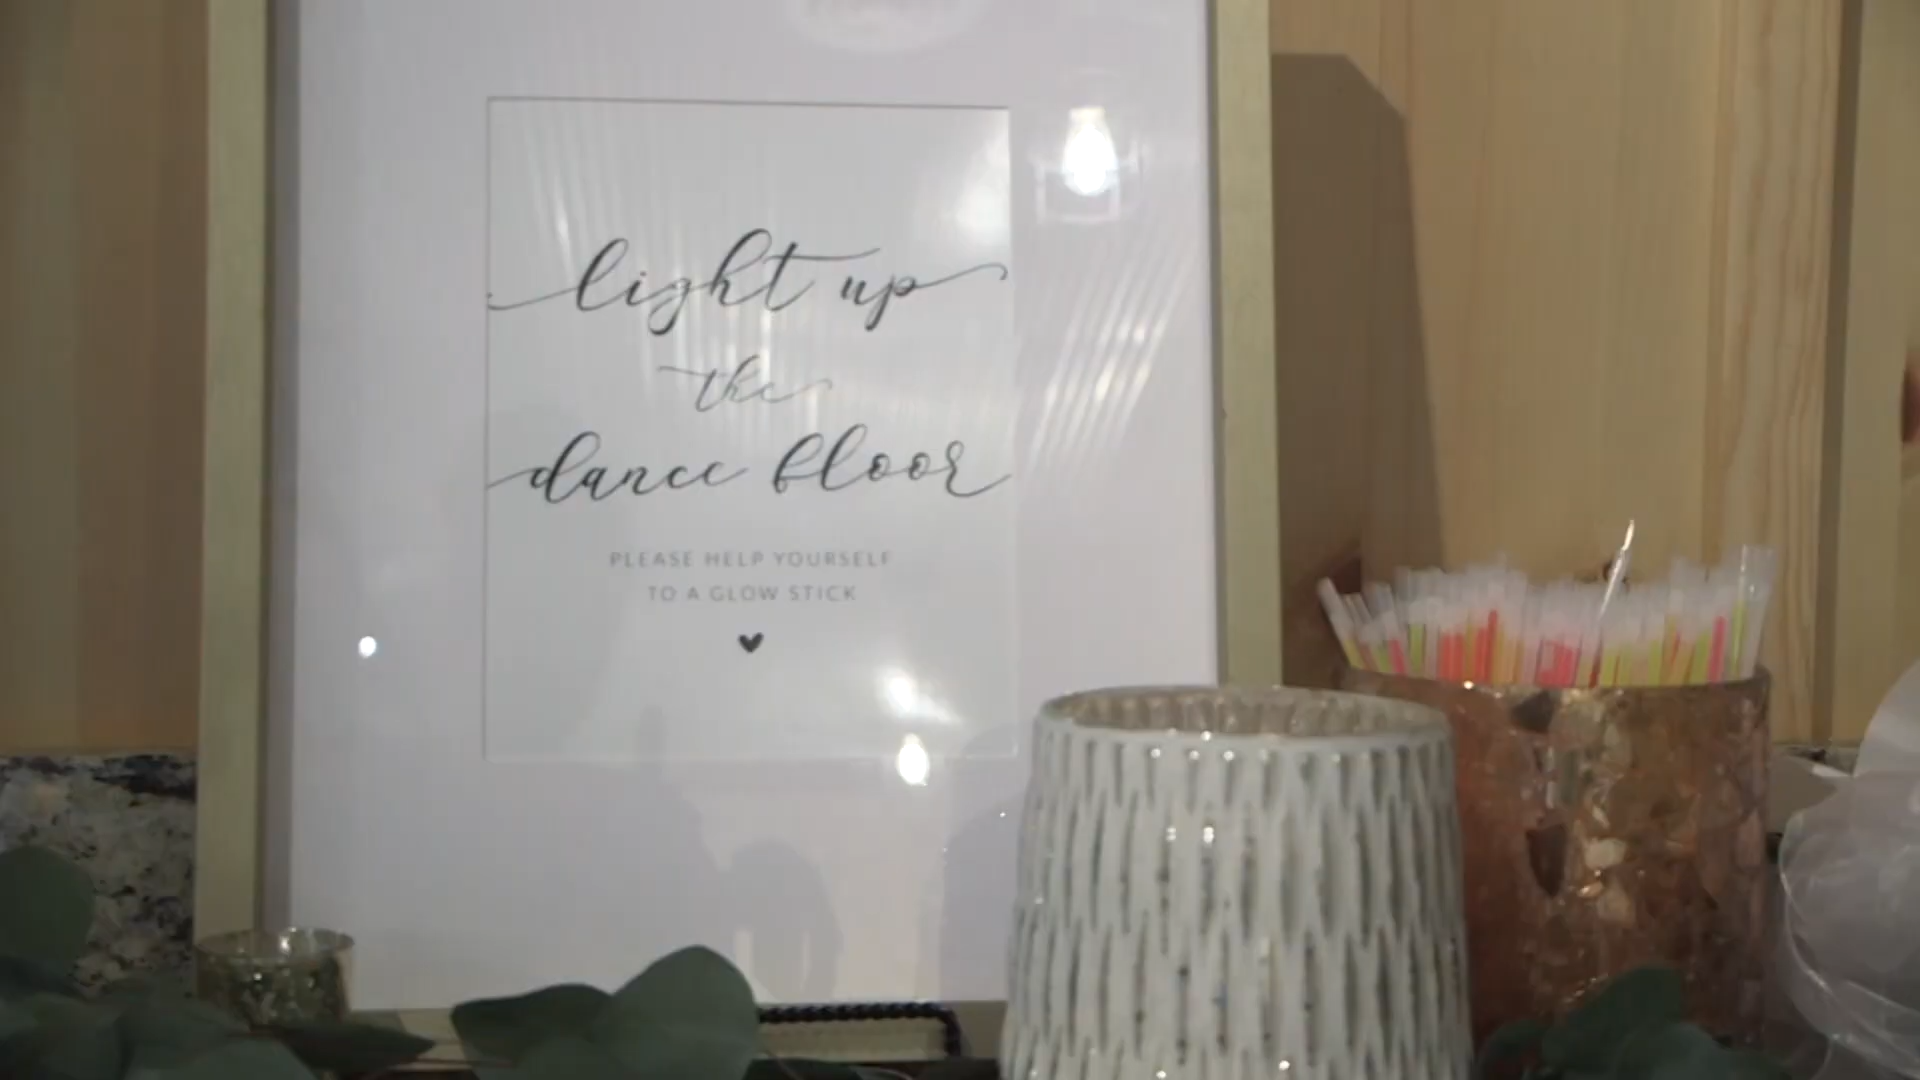 light up
the
dance floor
PLEASE HELP YOURSELF
TO A GLOW STICK